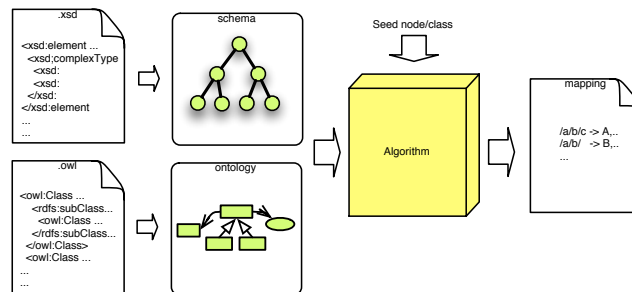 .xsd
<xsd:element ...
<xsd;complexType
<xsd:
<xsd:
</xsd:
</xsd:element
...
...
schema
Seed node/class
Algorithm
mapping
/a/b/c -> A,..
/a/b/ -> B,..
...
.owl
<owl:Class ...
<rdfs:subClass...
<owl:Class ...
</rdfs:subClass...
</owl:Class>
<owl:Class ...
...
...
ontology